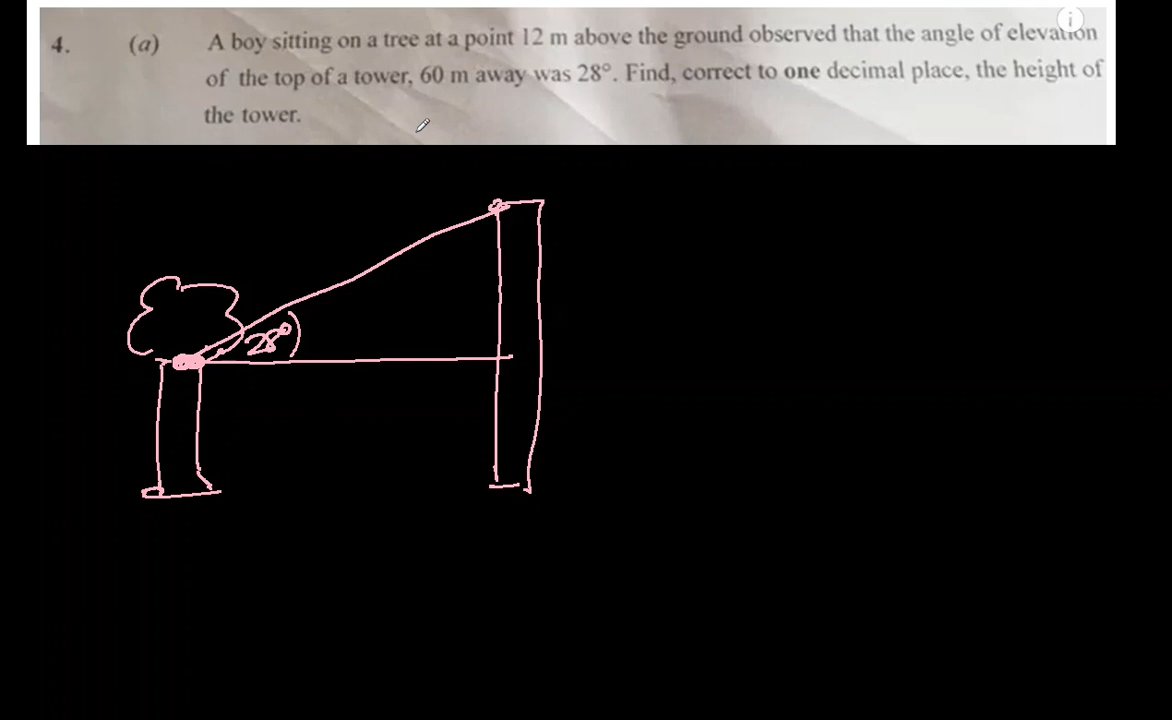 4. (a) A boy sitting on a tree at a point 12 m above the ground observed that the angle of elevation
of the top of a tower, 60 m away was 28°. Find, correct to one decimal place, the height of
the tower.
28°